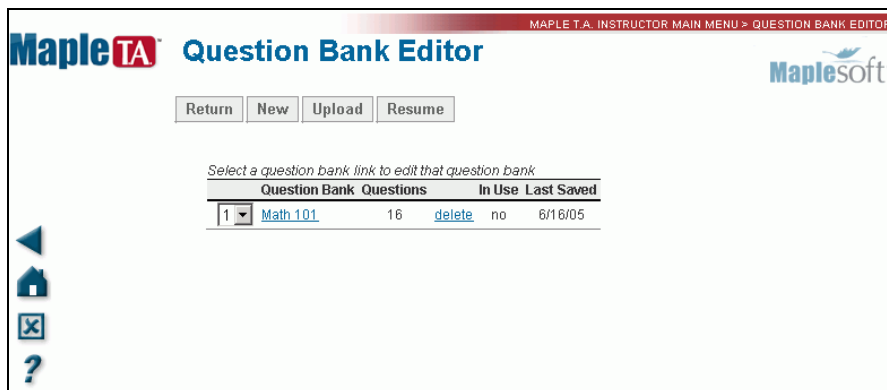 MAPLE T.A. INSTRUCTOR MAIN MENU > QUESTION BANK EDITOR
Maple TA™ Question Bank Editor
Maplesoft
Return New Upload Resume
Select a question bank link to edit that question bank
Question Bank Questions In Use Last Saved
1 Math 101 16 delete no 6/16/05
?